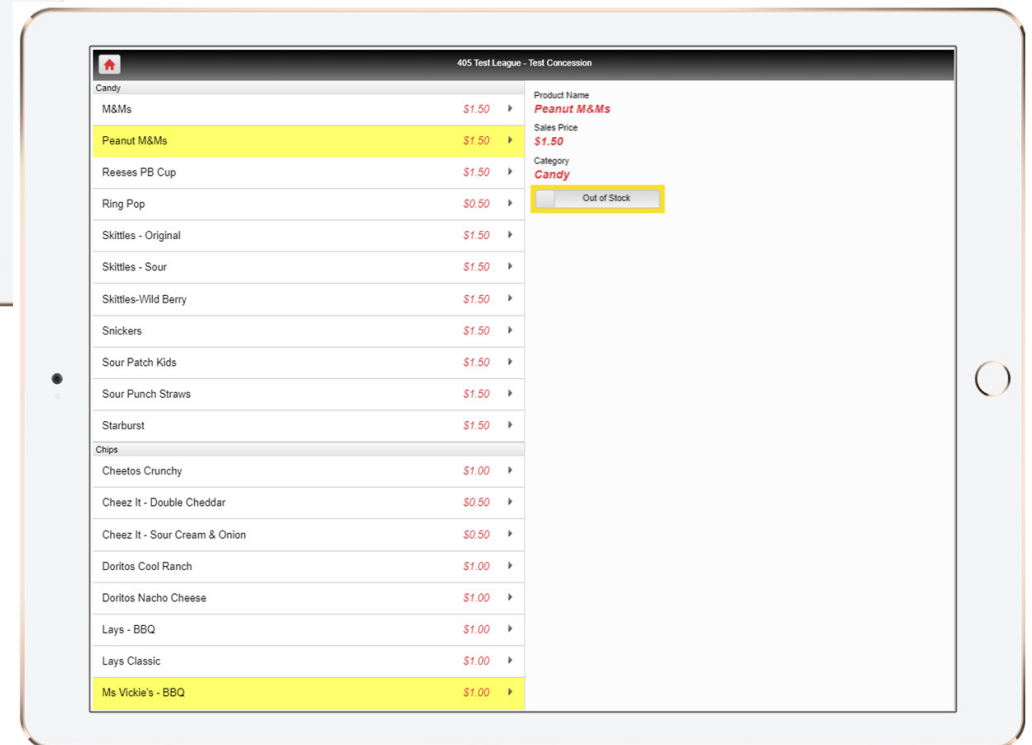 405 Test League - Test Concession
Candy
M&Ms $1.50
Peanut M&Ms $1.50
Reeses PB Cup $1.50
Ring Pop $0.50
Skittles - Original $1.50
Skittles - Sour $1.50
Skittles-Wild Berry $1.50
Snickers $1.50
Sour Patch Kids $1.50
Sour Punch Straws $1.50
Starburst $1.50
Chips
Cheetos Crunchy $1.00
Cheez It - Double Cheddar $0.50
Cheez It - Sour Cream & Onion $0.50
Doritos Cool Ranch $1.00
Doritos Nacho Cheese $1.00
Lays - BBQ $1.00
Lays Classic $1.00
Ms Vickie's - BBQ $1.00
Product Name
Peanut M&Ms
Sales Price
$1.50
Category
Candy
Out of Stock